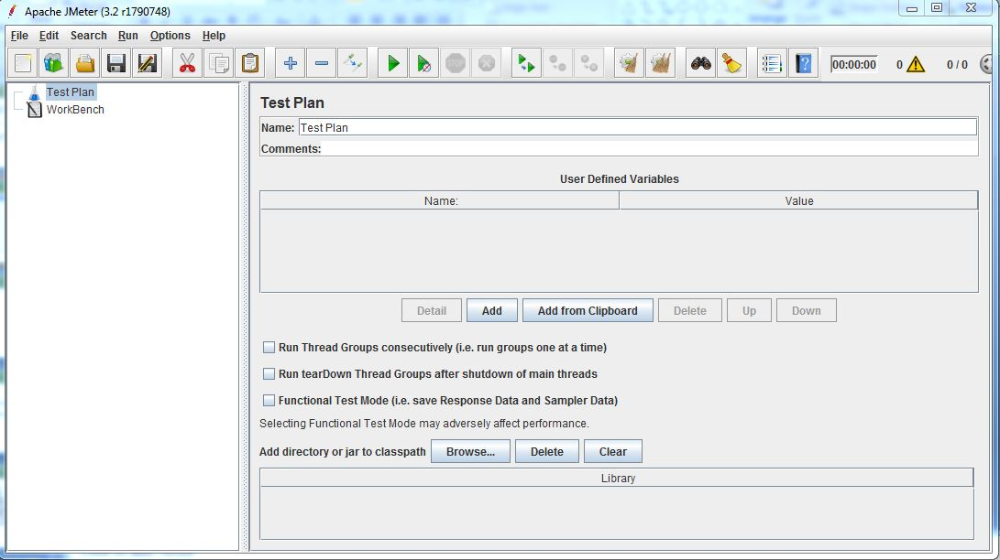 Apache JMeter (3.2 r1790748)
File Edit Search Run Options Help
STOP
00:00:00 0 0 / 0
Test Plan
WorkBench
Test Plan
Name: Test Plan
Comments:
User Defined Variables
Name: Value
Detail Add Add from Clipboard Delete Up Down
Run Thread Groups consecutively (i.e. run groups one at a time)
Run tearDown Thread Groups after shutdown of main threads
Functional Test Mode (i.e. save Response Data and Sampler Data)
Selecting Functional Test Mode may adversely affect performance.
Add directory or jar to classpath Browse... Delete Clear
Library